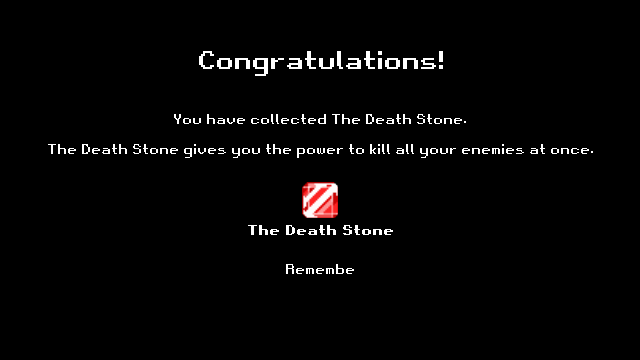 Congratulations!
You have collected The Death Stone.
The Death Stone gives you the power to kill all your enemies at once.
The Death Stone
Remembe